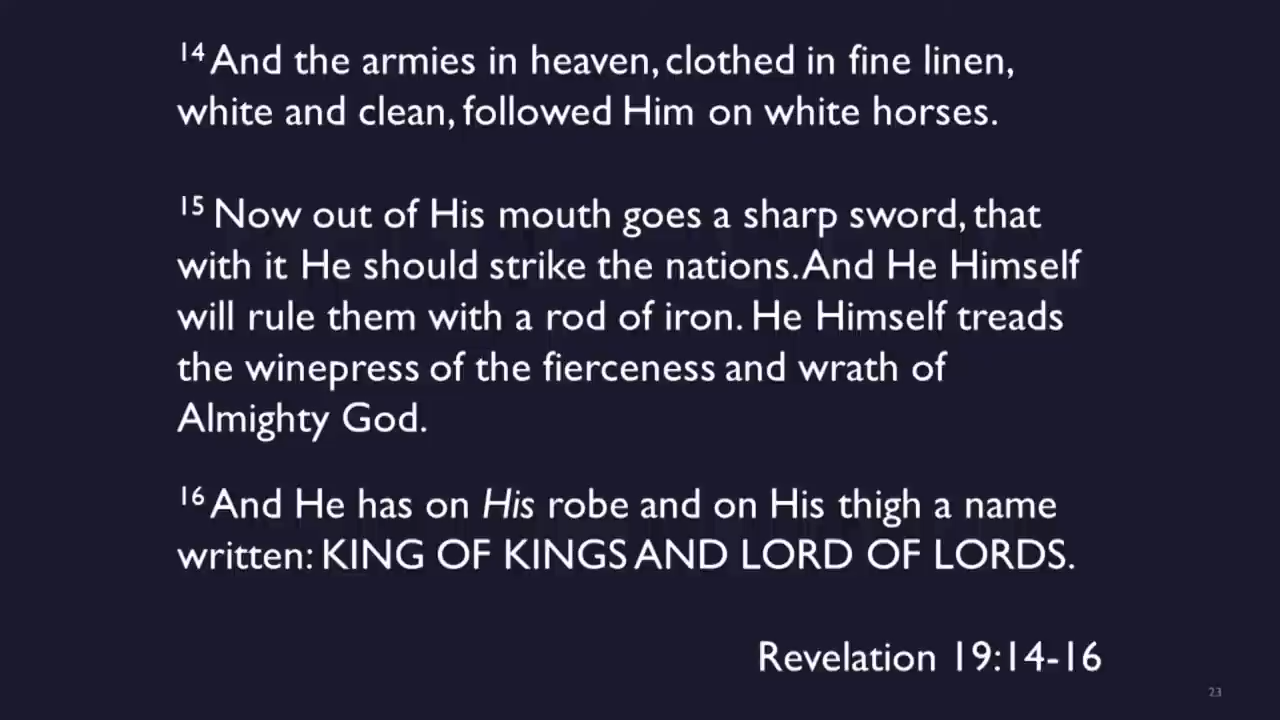 14 And the armies in heaven, clothed in fine linen,
white and clean, followed Him on white horses.
15 Now out of His mouth goes a sharp sword, that
with it He should strike the nations. And He Himself
will rule them with a rod of iron. He Himself treads
the winepress of the fierceness and wrath of
Almighty God.
16 And He has on His robe and on His thigh a name
written: KING OF KINGS AND LORD OF LORDS.
Revelation 19:14-16
23